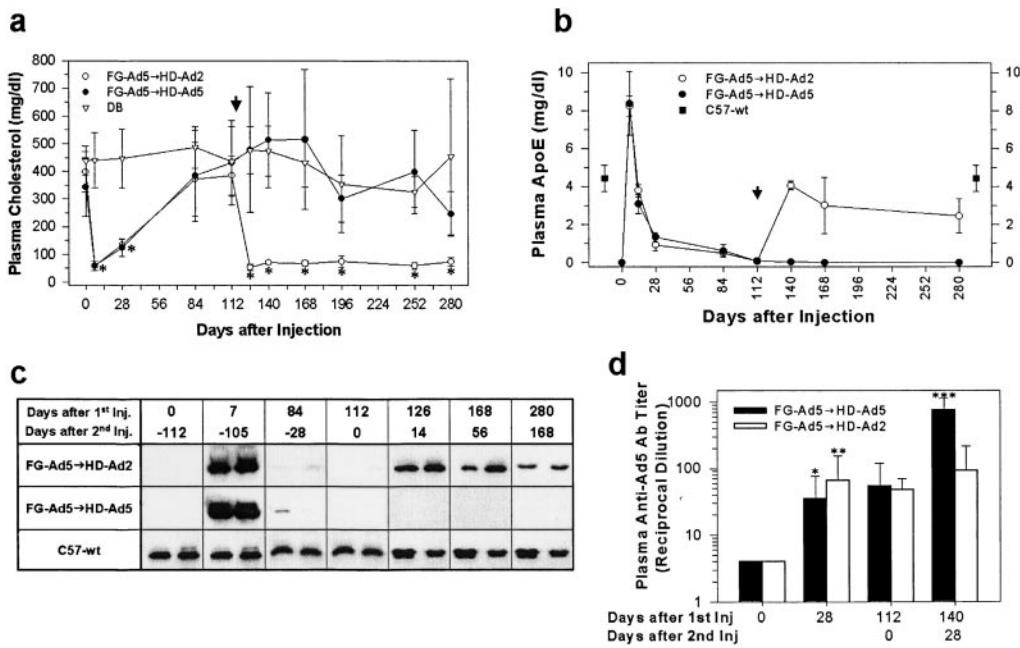 a
Plasma Cholesterol (mg/dl)
800
700
600
500
400
300
200
100
0
FG-Ad5→HD-Ad2
FG-Ad5→HD-Ad5
DB
* * * * * * * *
0 28 56 84 112 140 168 196 224 252 280
Days after Injection
b
Plasma ApoE (mg/dl)
10
8
6
4
2
0
FG-Ad5→HD-Ad2
FG-Ad5→HD-Ad5
C57-wt
10
8
6
4
2
0
0 28 56 84 112 140 168 196 224 252 280
Days after Injection
c
Days after 1st Inj. 0 7 84 112 126 168 280
Days after 2nd Inj. -112 -105 -28 0 14 56 168
FG-Ad5→HD-Ad2
FG-Ad5→HD-Ad5
C57-wt
d
Plasma Anti-Ad5 Ab Titer
(Reciprocal Dilution)
1000
100
10
1
FG-Ad5→HD-Ad5
FG-Ad5→HD-Ad2
* ** ***
Days after 1st Inj 0 28 112 140
Days after 2nd Inj 0 28